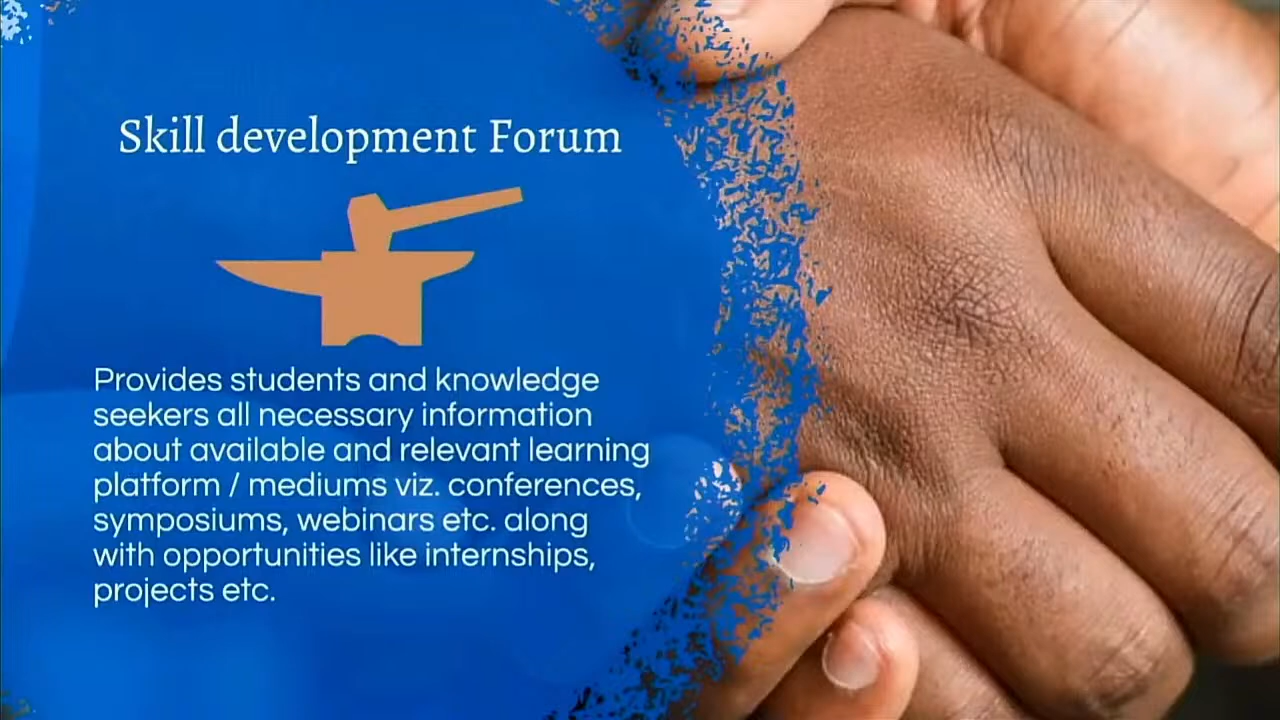 Skill development Forum
Provides students and knowledge
seekers all necessary information
about available and relevant learning
platform / mediums viz. conferences,
symposiums, webinars etc. along
with opportunities like internships,
projects etc.